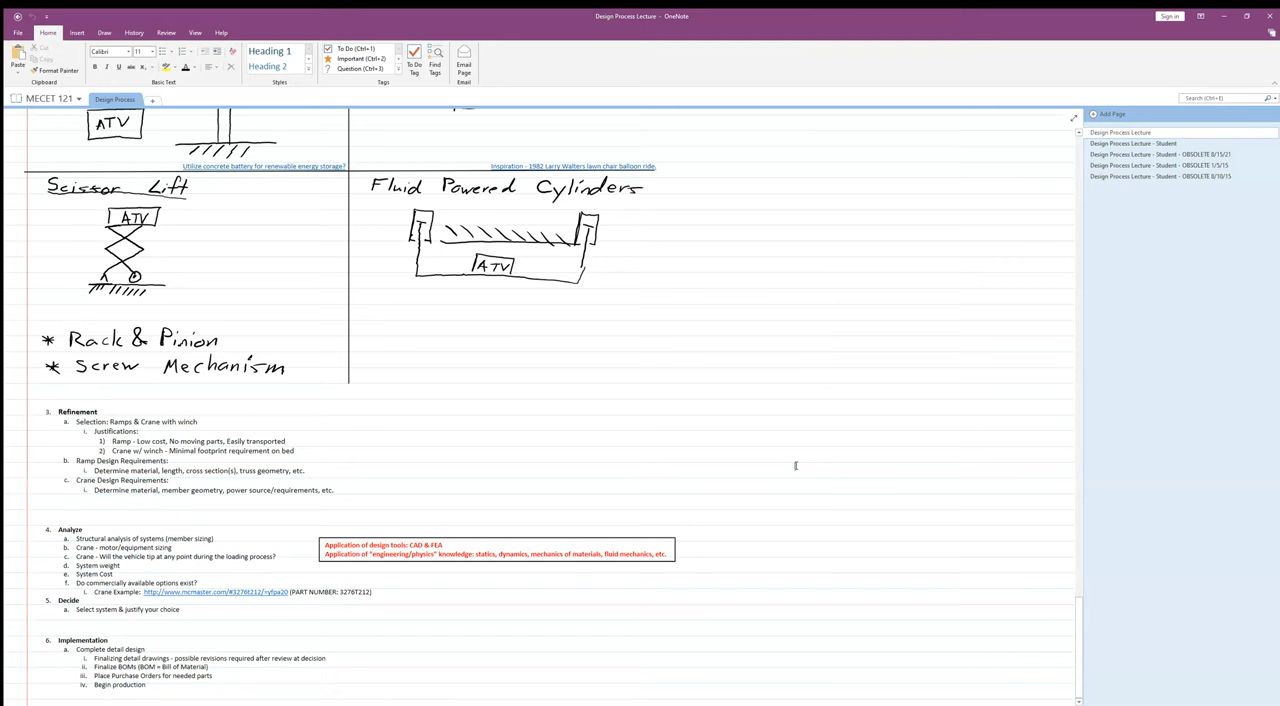 Design Process Lecture - OneNote
Sign in
File Home Insert Draw History Review View Help
Paste
Cut
Copy
Format Painter
Clipboard
Calibri 11
B I U abc
Basic Text
Heading 1
Heading 2
Styles
To Do (Ctrl+1)
Important (Ctrl+2)
Question (Ctrl+3)
Tags
To Do Tag
Find Tags
Email Page
Email
MECET 121
Design Process
Search (Ctrl+E)
Add Page
Design Process Lecture
Design Process Lecture - Student
Design Process Lecture - Student - OBSOLETE 8/15/21
Design Process Lecture - Student - OBSOLETE 1/5/15
Design Process Lecture - Student - OBSOLETE 8/10/15
ATV
Utilize concrete battery for renewable energy storage?
Inspiration - 1982 Larry Walters lawn chair balloon ride.
Scissor Lift
ATV
Fluid Powered Cylinders
ATV
* Rack & Pinion
* Screw Mechanism
3. Refinement
a. Selection: Ramps & Crane with winch
i. Justifications:
1) Ramp - Low cost, No moving parts, Easily transported
2) Crane w/ winch - Minimal footprint requirement on bed
b. Ramp Design Requirements:
i. Determine material, length, cross section(s), truss geometry, etc.
c. Crane Design Requirements:
i. Determine material, member geometry, power source/requirements, etc.
4. Analyze
a. Structural analysis of systems (member sizing)
b. Crane - motor/equipment sizing
c. Crane - Will the vehicle tip at any point during the loading process?
d. System weight
e. System Cost
f. Do commercially available options exist?
i. Crane Example: http://www.mcmaster.com/#3276t212/=yfpa20 (PART NUMBER: 3276T212)
Application of design tools: CAD & FEA
Application of "engineering/physics" knowledge: statics, dynamics, mechanics of materials, fluid mechanics, etc.
5. Decide
a. Select system & justify your choice
6. Implementation
a. Complete detail design
i. Finalizing detail drawings - possible revisions required after review at decision
ii. Finalize BOMs (BOM = Bill of Material)
iii. Place Purchase Orders for needed parts
iv. Begin production